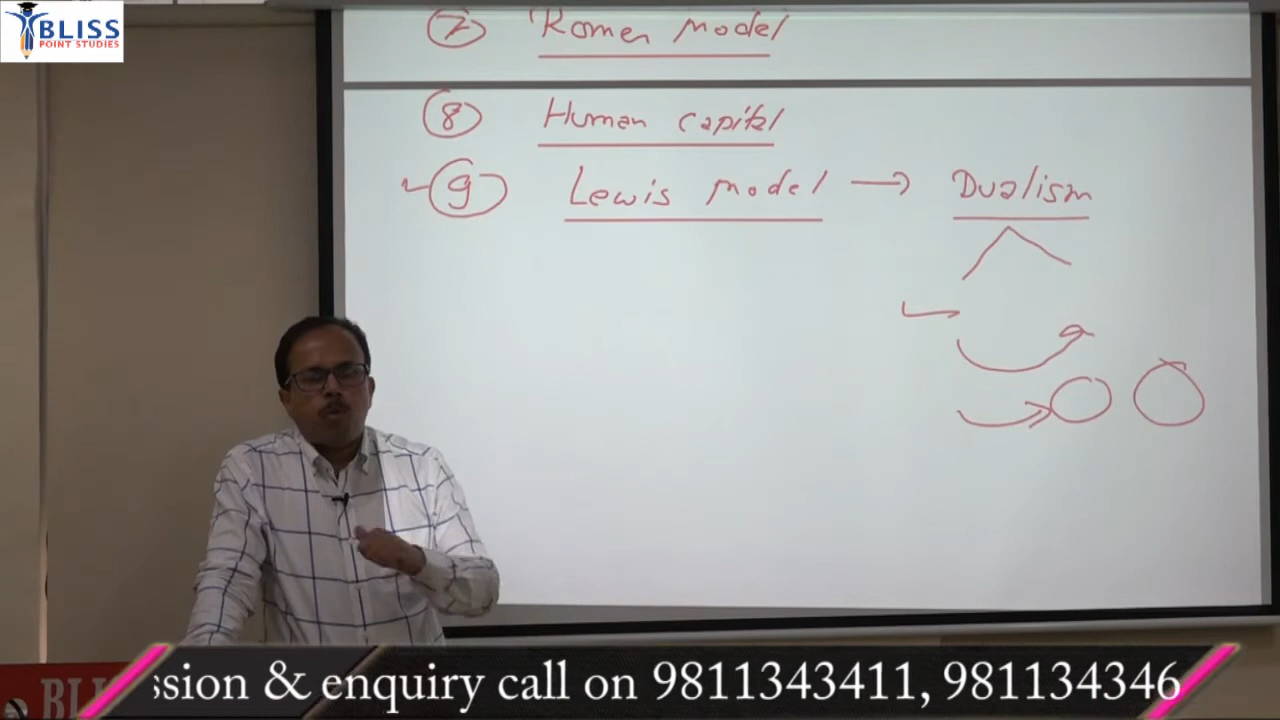 BLISS
POINT STUDIES
7 Romer Model
8 Human capital
9 Lewis model → Dualism
BL
ssion & enquiry call on 9811343411, 981134346